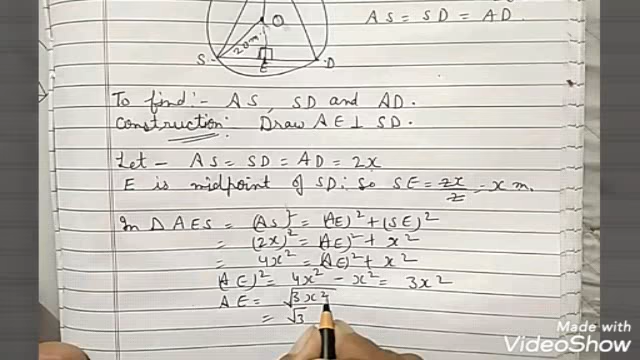 AS = SD = AD
O
20m.
S
E
D
To find:- AS, SD and AD.
Construction:- Draw AE ⊥ SD.
Let - AS = SD = AD = 2x
E is midpoint of SD: So SE = 2x/2 = x m.
In Δ AES = (AS)² = (AE)² + (SE)²
= (2x)² = (AE)² + x²
= 4x² = (AE)² + x²
(AE)² = 4x² - x² = 3x²
AE = √3x²
= √3
Made with
VideoShow